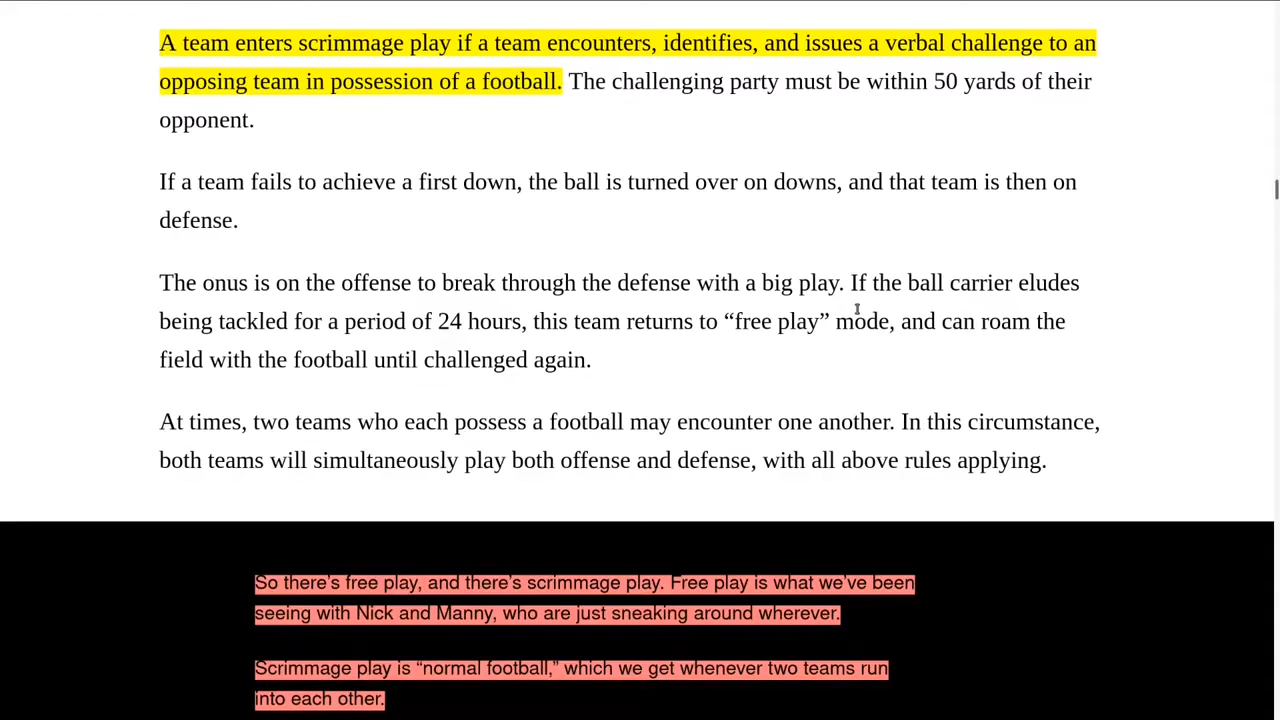 A team enters scrimmage play if a team encounters, identifies, and issues a verbal challenge to an
opposing team in possession of a football. The challenging party must be within 50 yards of their
opponent.
If a team fails to achieve a first down, the ball is turned over on downs, and that team is then on
defense.
The onus is on the offense to break through the defense with a big play. If the ball carrier eludes
being tackled for a period of 24 hours, this team returns to “free play” mode, and can roam the
field with the football until challenged again.
At times, two teams who each possess a football may encounter one another. In this circumstance,
both teams will simultaneously play both offense and defense, with all above rules applying.
So there’s free play, and there’s scrimmage play. Free play is what we’ve been
seeing with Nick and Manny, who are just sneaking around wherever.
Scrimmage play is “normal football,” which we get whenever two teams run
into each other.